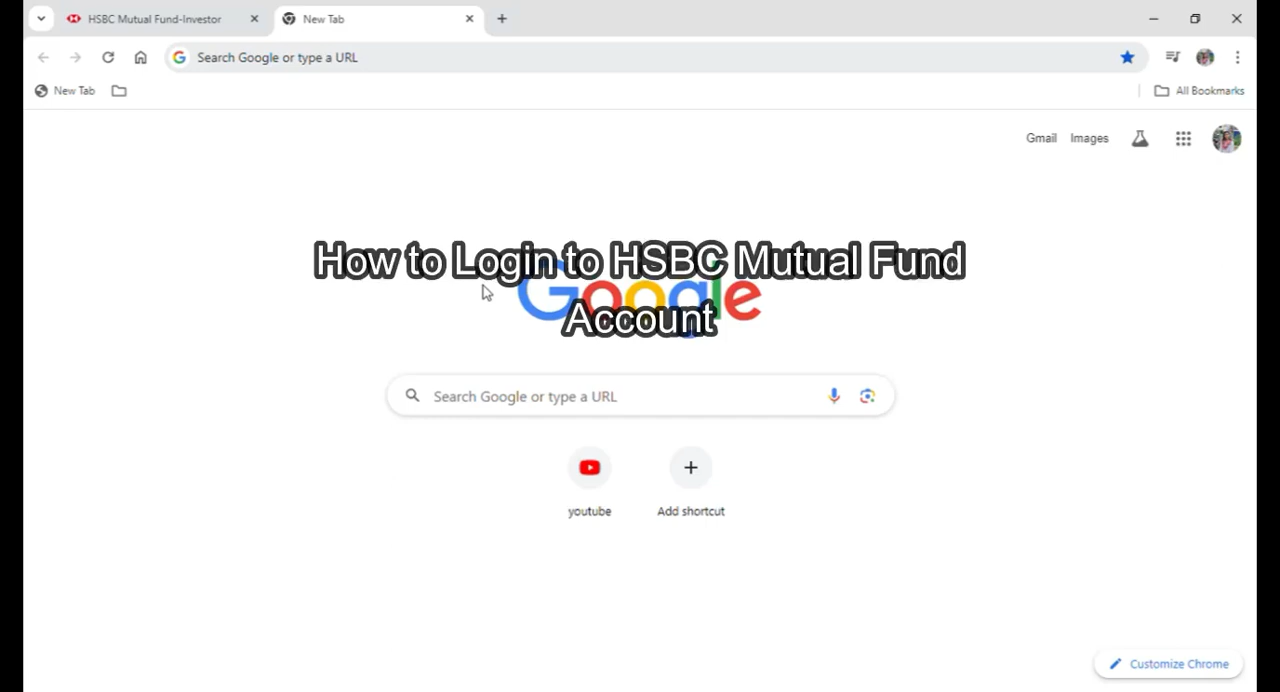 HSBC Mutual Fund-Investor
New Tab
Search Google or type a URL
New Tab
All Bookmarks
Gmail Images
How to Login to HSBC Mutual Fund
Account
Google
Search Google or type a URL
youtube
Add shortcut
Customize Chrome